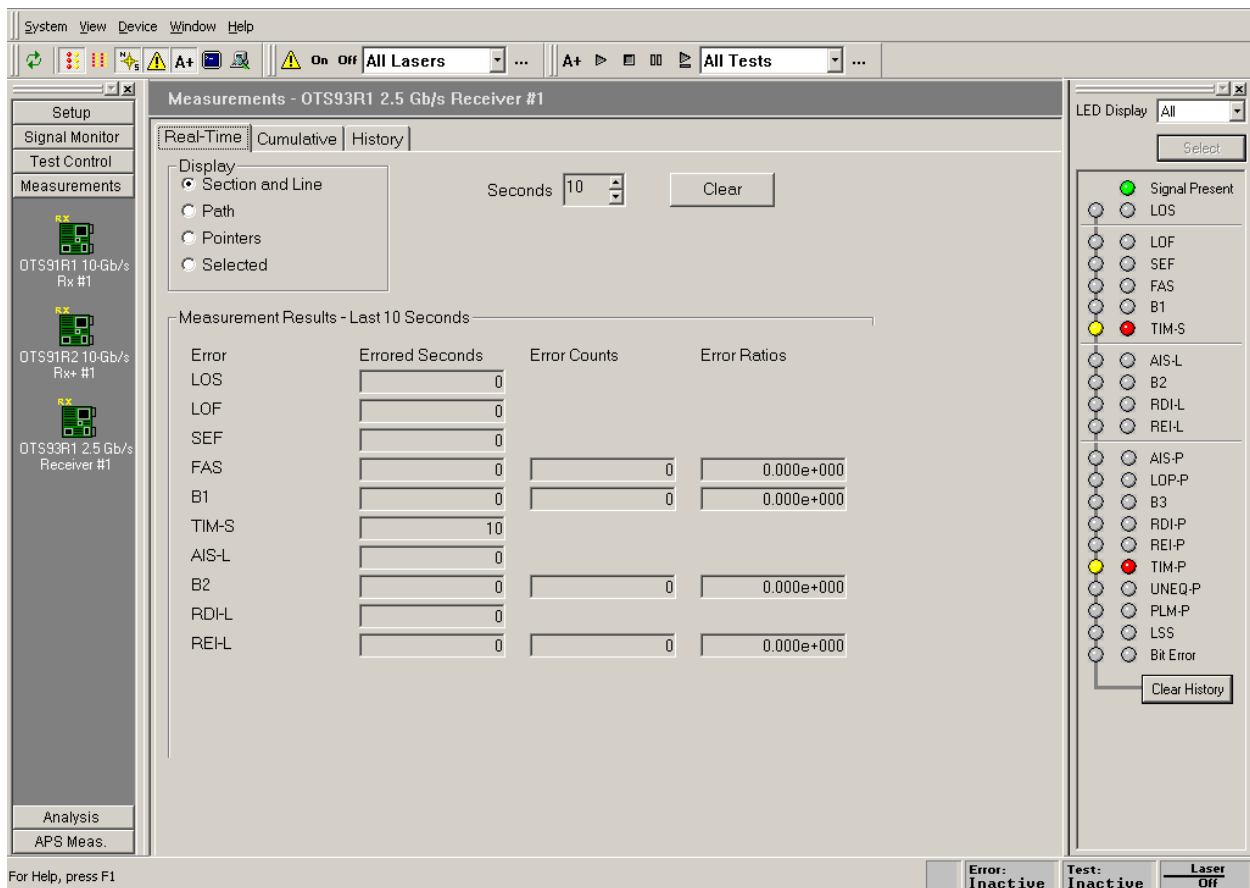 System View Device Window Help
A+ On Off All Lasers ... A+ All Tests ...
Setup
Signal Monitor
Test Control
Measurements
RX
OTS91R1 10-Gb/s
Rx #1
RX
OTS91R2 10-Gb/s
Rx+ #1
RX
OTS93R1 2.5 Gb/s
Receiver #1
Analysis
APS Meas.
Measurements - OTS93R1 2.5 Gb/s Receiver #1
Real-Time Cumulative History
Display
Section and Line
Path
Pointers
Selected
Seconds 10 Clear
Measurement Results - Last 10 Seconds
Error Errored Seconds Error Counts Error Ratios
LOS 0
LOF 0
SEF 0
FAS 0 0 0.000e+000
B1 0 0 0.000e+000
TIM-S 10
AIS-L 0
B2 0 0 0.000e+000
RDI-L 0
REI-L 0 0 0.000e+000
LED Display All
Select
Signal Present
LOS
LOF
SEF
FAS
B1
TIM-S
AIS-L
B2
RDI-L
REI-L
AIS-P
LOP-P
B3
RDI-P
REI-P
TIM-P
UNEQ-P
PLM-P
LSS
Bit Error
Clear History
For Help, press F1
Error: Test: Laser
Inactive Inactive Off